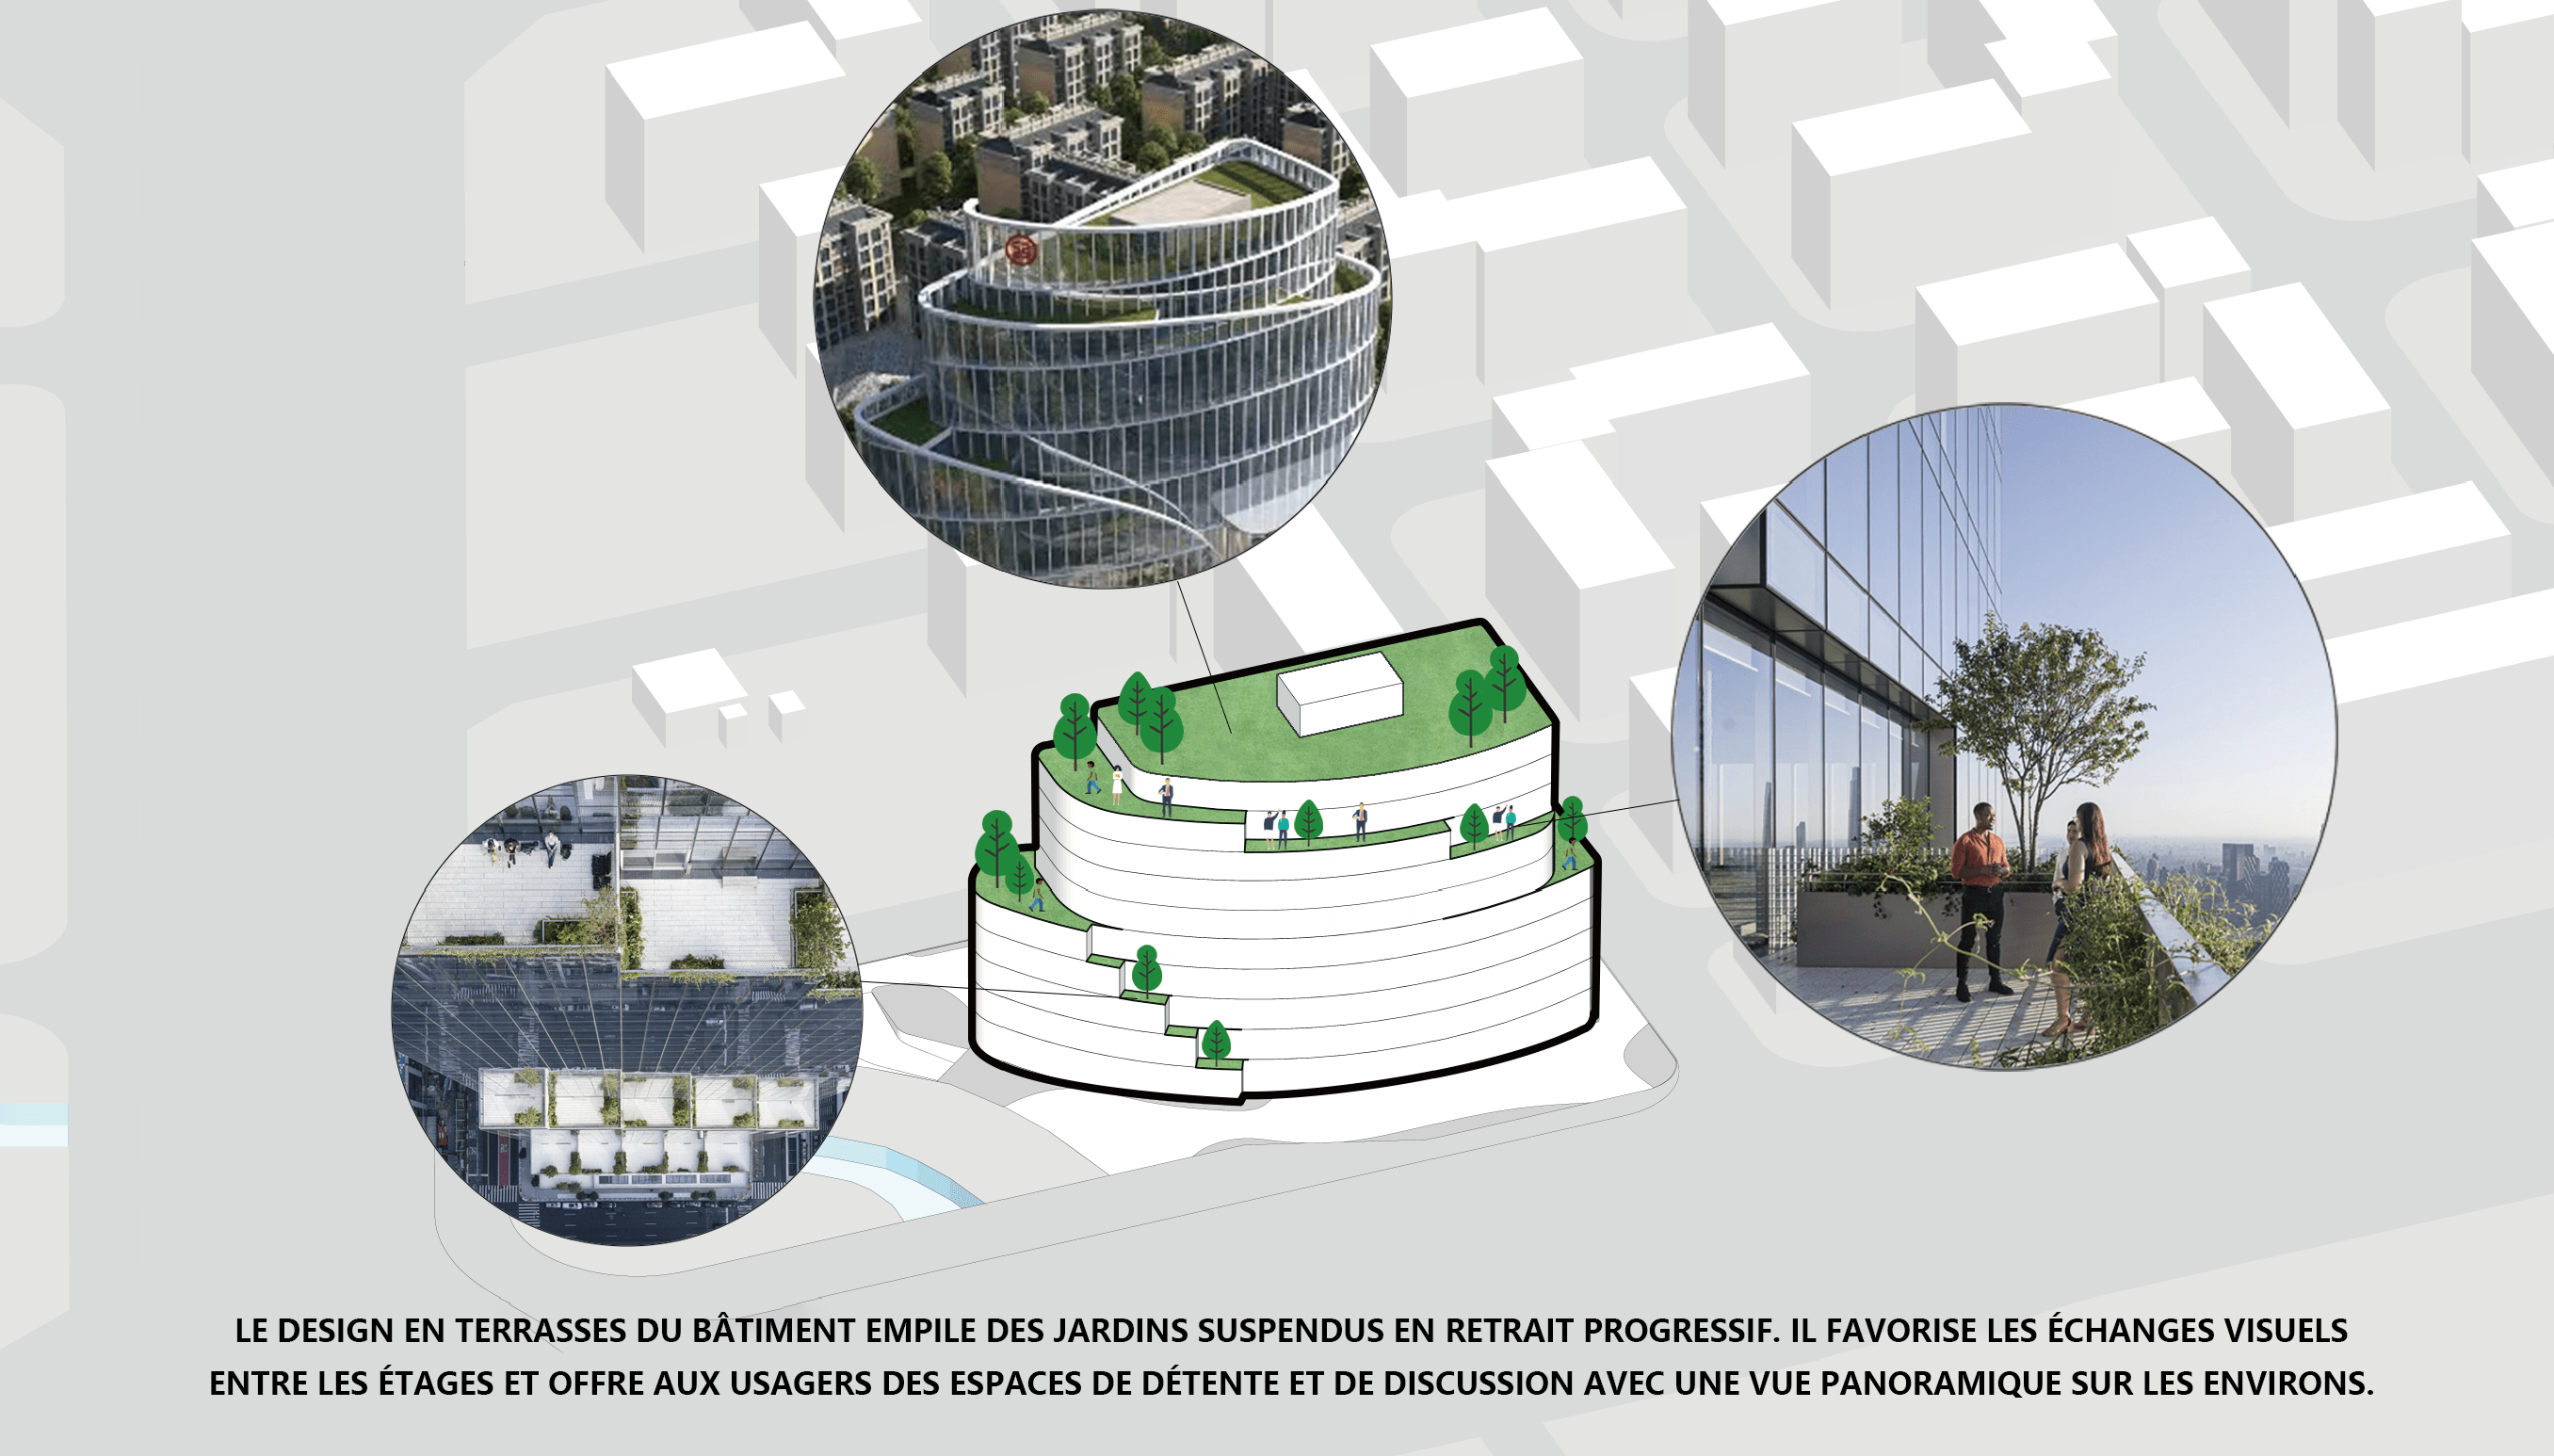 LE DESIGN EN TERRASSES DU BÂTIMENT EMPILE DES JARDINS SUSPENDUS EN RETRAIT PROGRESSIF. IL FAVORISE LES ÉCHANGES VISUELS
ENTRE LES ÉTAGES ET OFFRE AUX USAGERS DES ESPACES DE DÉTENTE ET DE DISCUSSION AVEC UNE VUE PANORAMIQUE SUR LES ENVIRONS.